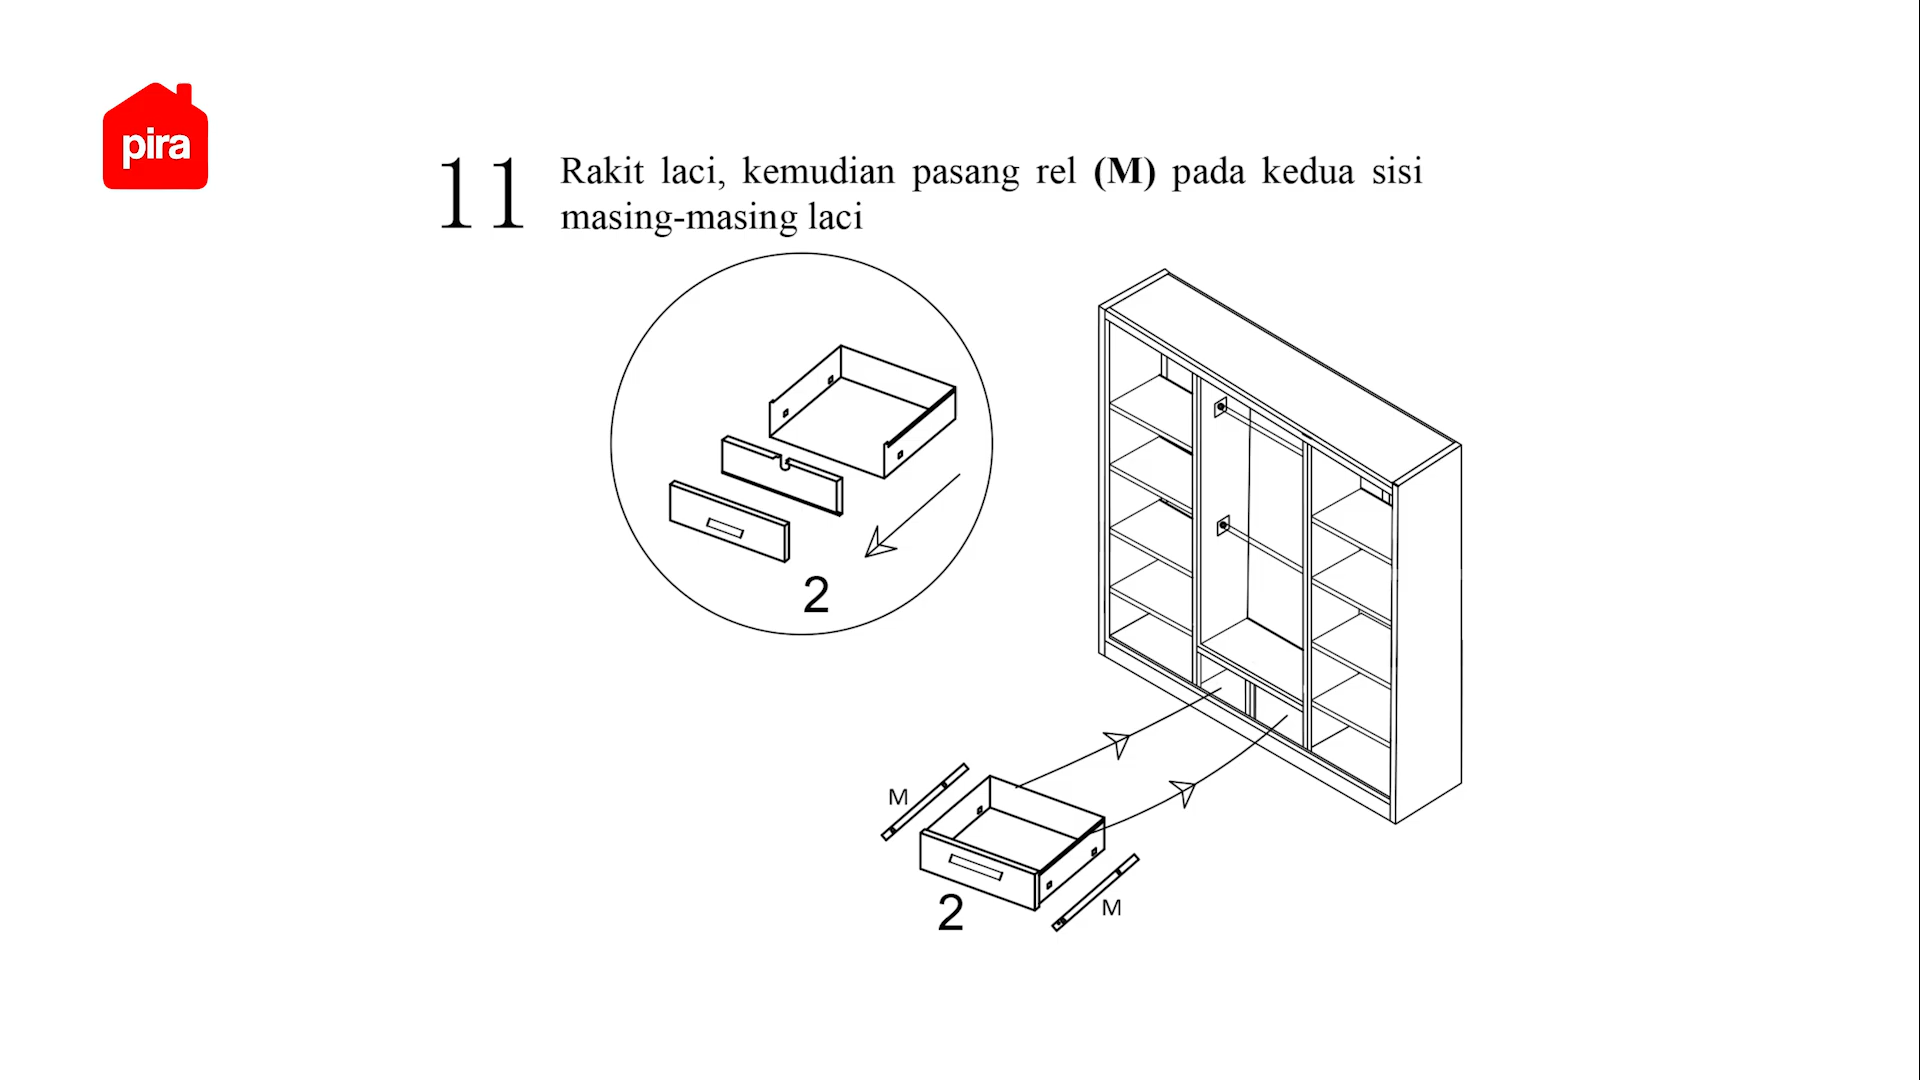 pira
11
Rakit laci, kemudian pasang rel (M) pada kedua sisi
masing-masing laci
2
M
2
M